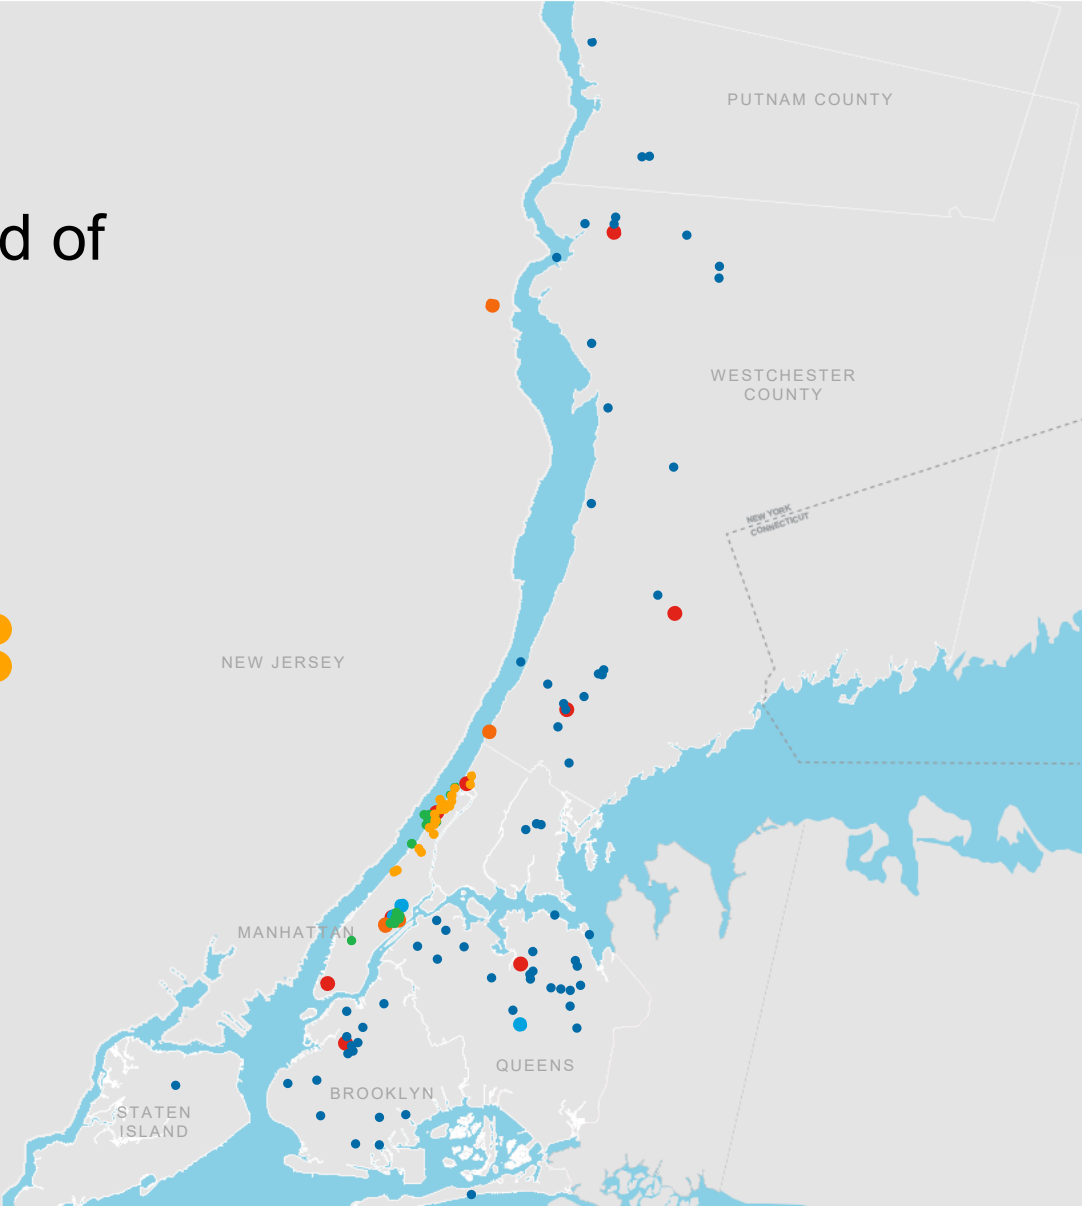 PUTNAM COUNTY
d of
WESTCHESTER
COUNTY
NEW YORK
CONNECTICUT
NEW JERSEY
MANHATTAN
QUEENS
BROOKLYN
STATEN
ISLAND